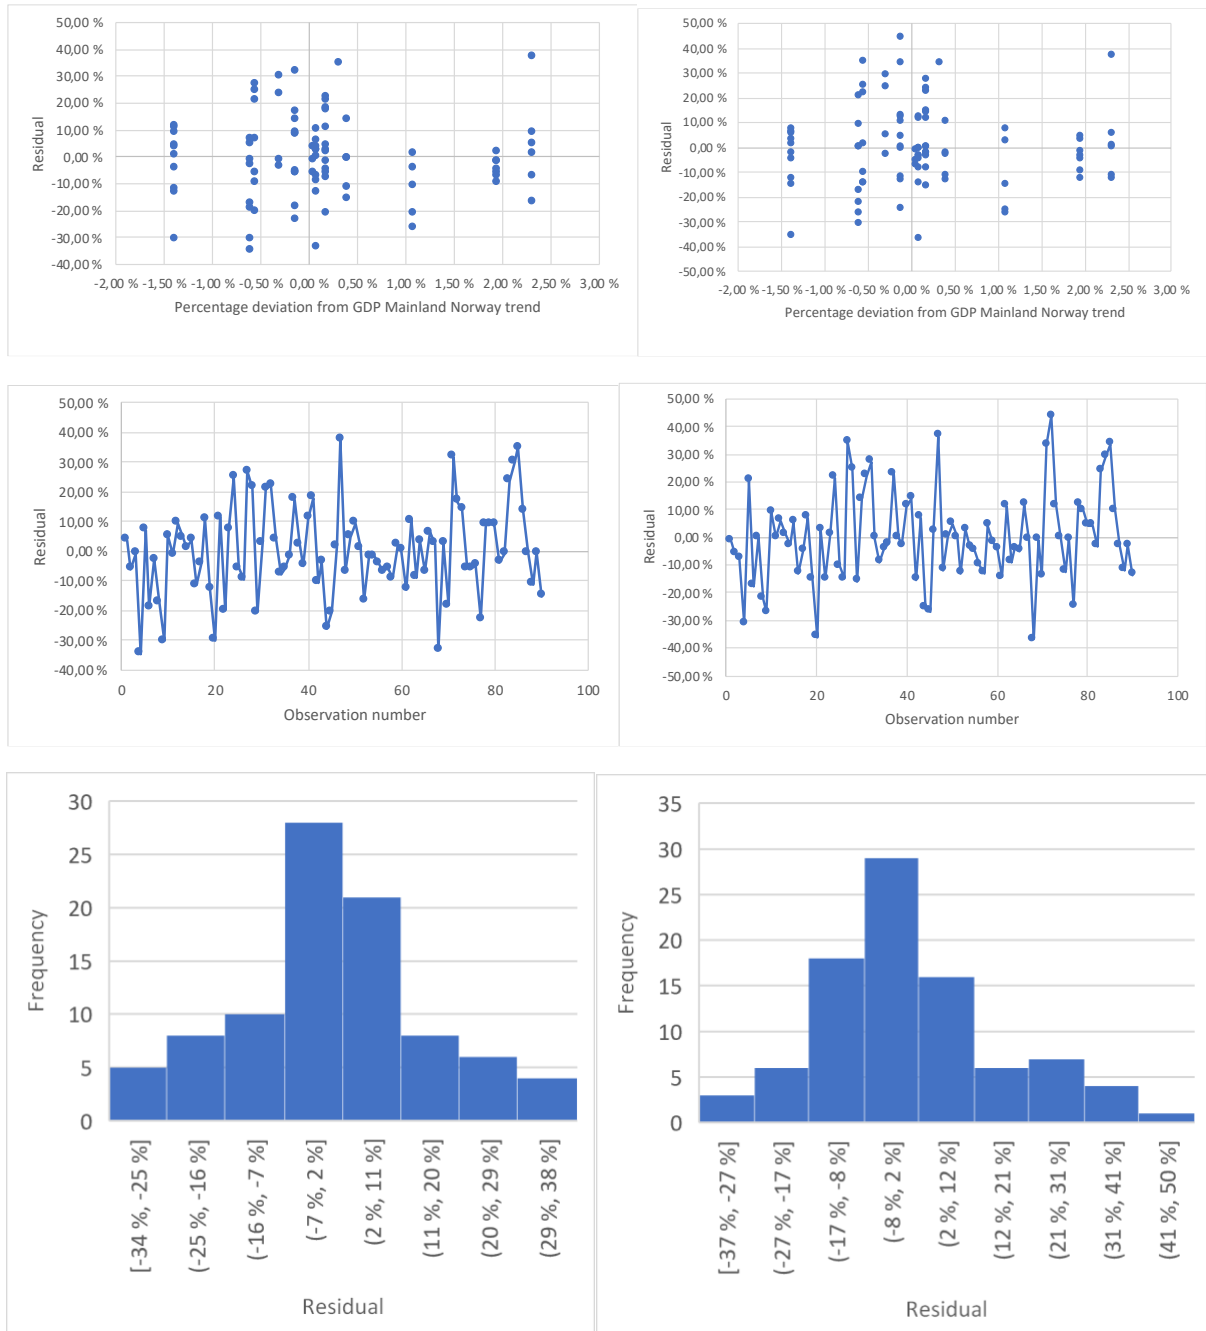 50,00 %
40,00 %
30,00 %
20,00 %
10,00 %
0,00 %
-10,00 %
-20,00 %
-30,00 %
-40,00 %
Residual
-2,00 % -1,50 % -1,00 % -0,50 % 0,00 % 0,50 % 1,00 % 1,50 % 2,00 % 2,50 % 3,00 %
Percentage deviation from GDP Mainland Norway trend
50,00 %
40,00 %
30,00 %
20,00 %
10,00 %
0,00 %
-10,00 %
-20,00 %
-30,00 %
-40,00 %
-50,00 %
Residual
-2,00 % -1,50 % -1,00 % -0,50 % 0,00 % 0,50 % 1,00 % 1,50 % 2,00 % 2,50 % 3,00 %
Percentage deviation from GDP Mainland Norway trend
50,00 %
40,00 %
30,00 %
20,00 %
10,00 %
0,00 %
-10,00 %
-20,00 %
-30,00 %
-40,00 %
Residual
0 20 40 60 80 100
Observation number
50,00 %
40,00 %
30,00 %
20,00 %
10,00 %
0,00 %
-10,00 %
-20,00 %
-30,00 %
-40,00 %
-50,00 %
Residual
0 20 40 60 80 100
Observation number
30
25
20
15
10
5
0
Frequency
[-34 %, -25 %]
(-25 %, -16 %]
(-16 %, -7 %]
(-7 %, 2 %]
(2 %, 11 %]
(11 %, 20 %]
(20 %, 29 %]
(29 %, 38 %]
Residual
35
30
25
20
15
10
5
0
Frequency
[-37 %, -27 %]
(-27 %, -17 %]
(-17 %, -8 %]
(-8 %, 2 %]
(2 %, 12 %]
(12 %, 21 %]
(21 %, 31 %]
(31 %, 41 %]
(41 %, 50 %]
Residual